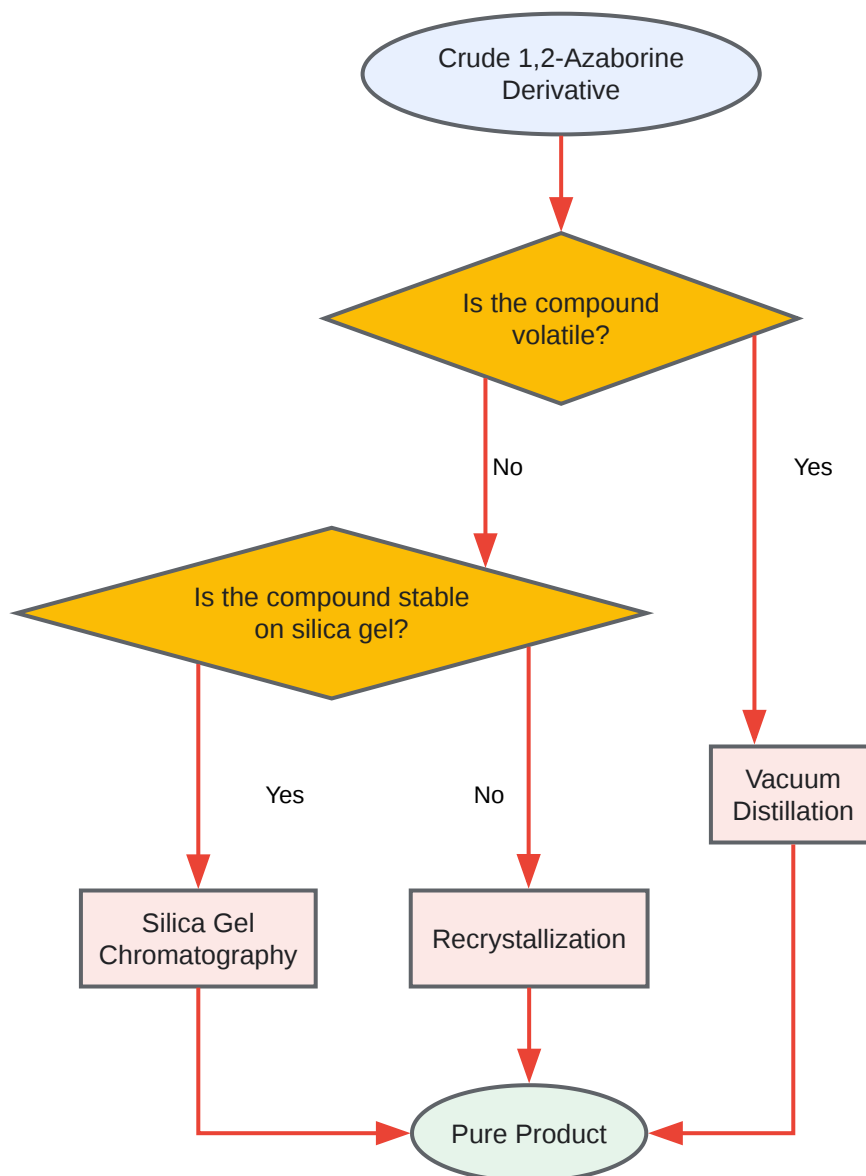 Crude 1,2-Azaborine
Derivative
Is the compound
volatile?
No
Yes
Is the compound stable
on silica gel?
Yes
No
Vacuum
Distillation
Silica Gel
Chromatography
Recrystallization
Pure Product